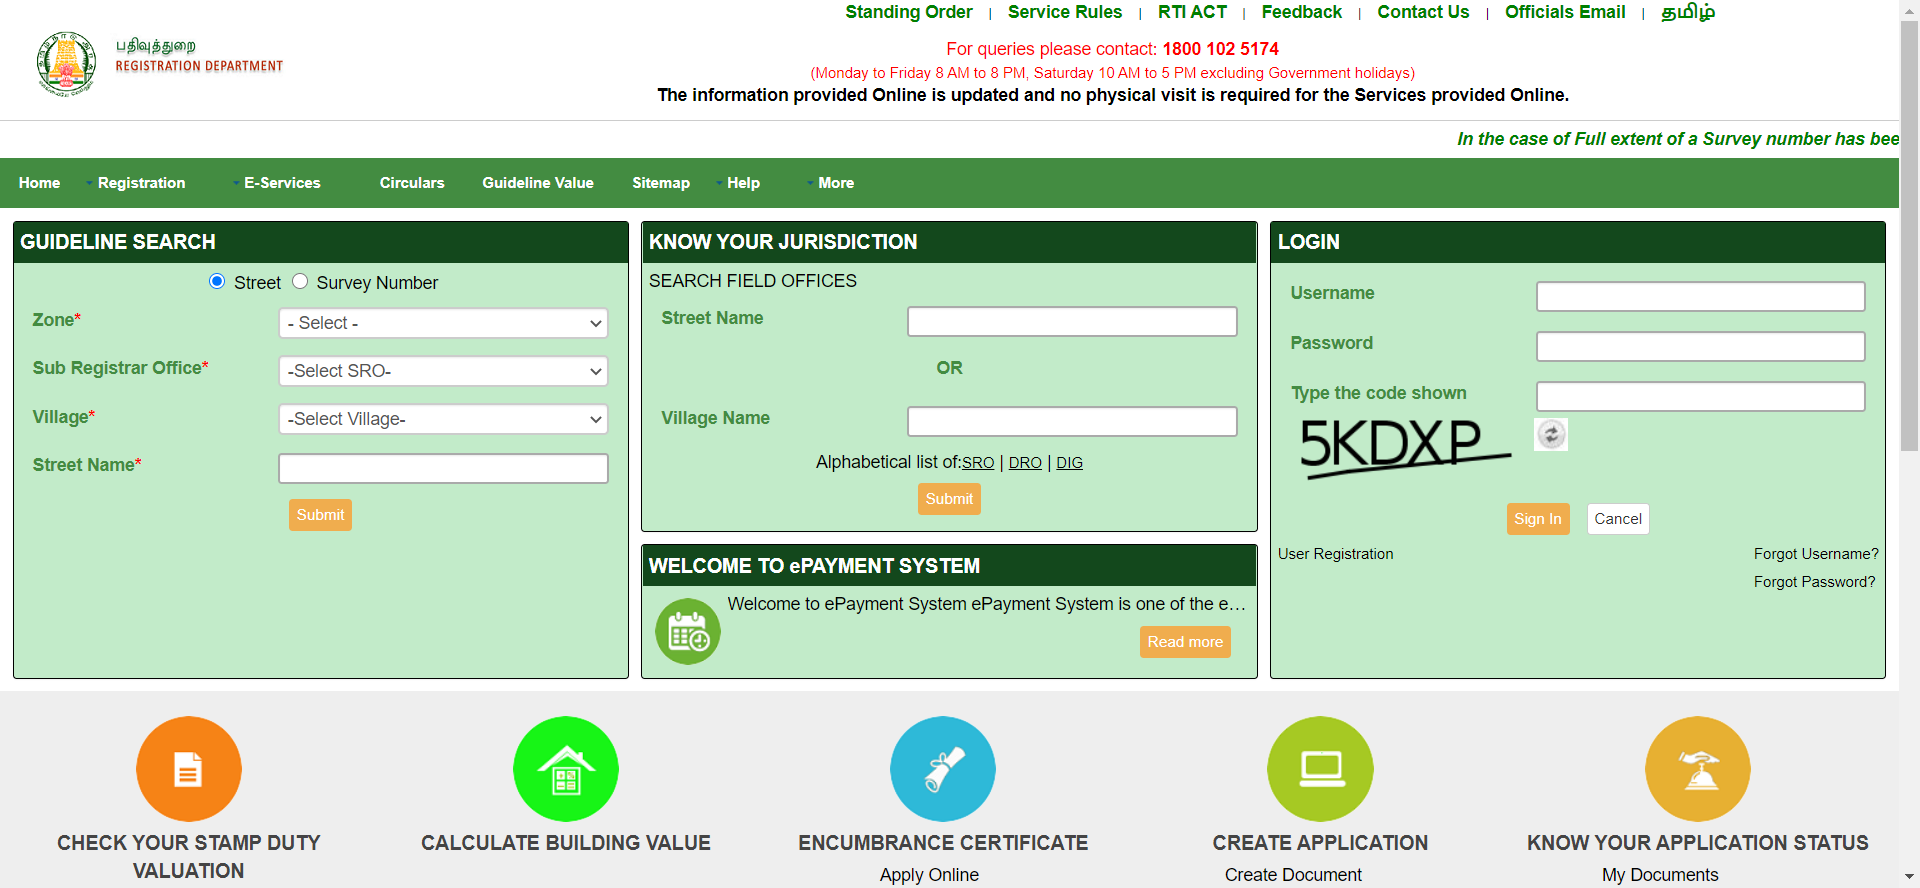 Standing Order | Service Rules | RTI ACT | Feedback | Contact Us | Officials Email | தமிழ்
பதிவுத்துறை
REGISTRATION DEPARTMENT
For queries please contact: 1800 102 5174
(Monday to Friday 8 AM to 8 PM, Saturday 10 AM to 5 PM excluding Government holidays)
The information provided Online is updated and no physical visit is required for the Services provided Online.
In the case of Full extent of a Survey number has bee
Home Registration E-Services Circulars Guideline Value Sitemap Help More
GUIDELINE SEARCH
Street Survey Number
Zone* - Select -
Sub Registrar Office* -Select SRO-
Village* -Select Village-
Street Name*
Submit
KNOW YOUR JURISDICTION
SEARCH FIELD OFFICES
Street Name
OR
Village Name
Alphabetical list of:SRO | DRO | DIG
Submit
WELCOME TO ePAYMENT SYSTEM
Welcome to ePayment System ePayment System is one of the e...
Read more
LOGIN
Username
Password
Type the code shown
5KDXP
Sign In Cancel
User Registration Forgot Username?
Forgot Password?
CHECK YOUR STAMP DUTY
VALUATION
CALCULATE BUILDING VALUE
ENCUMBRANCE CERTIFICATE
Apply Online
CREATE APPLICATION
Create Document
KNOW YOUR APPLICATION STATUS
My Documents